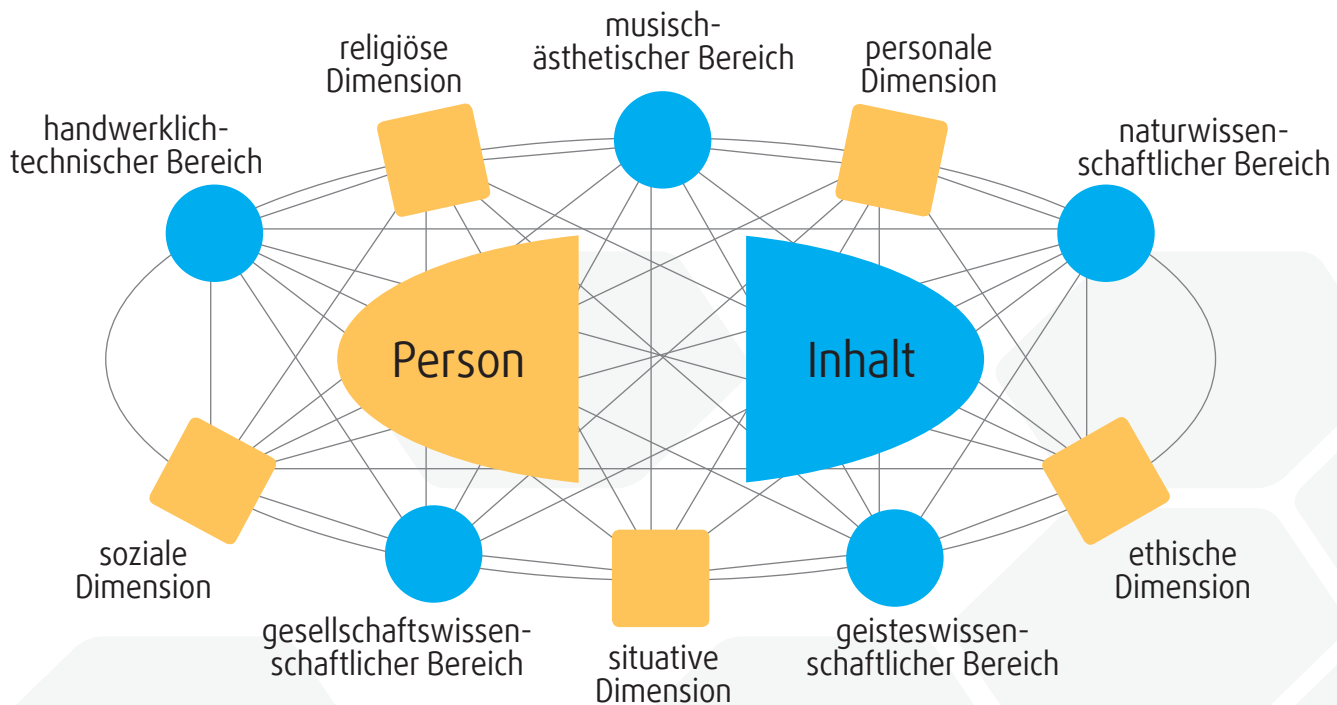 musisch-
ästhetischer Bereich
religiöse
Dimension
personale
Dimension
handwerklich-
technischer Bereich
naturwissen-
schaftlicher Bereich
Person
Inhalt
soziale
Dimension
ethische
Dimension
gesellschaftswissen-
schaftlicher Bereich
situative
Dimension
geisteswissen-
schaftlicher Bereich